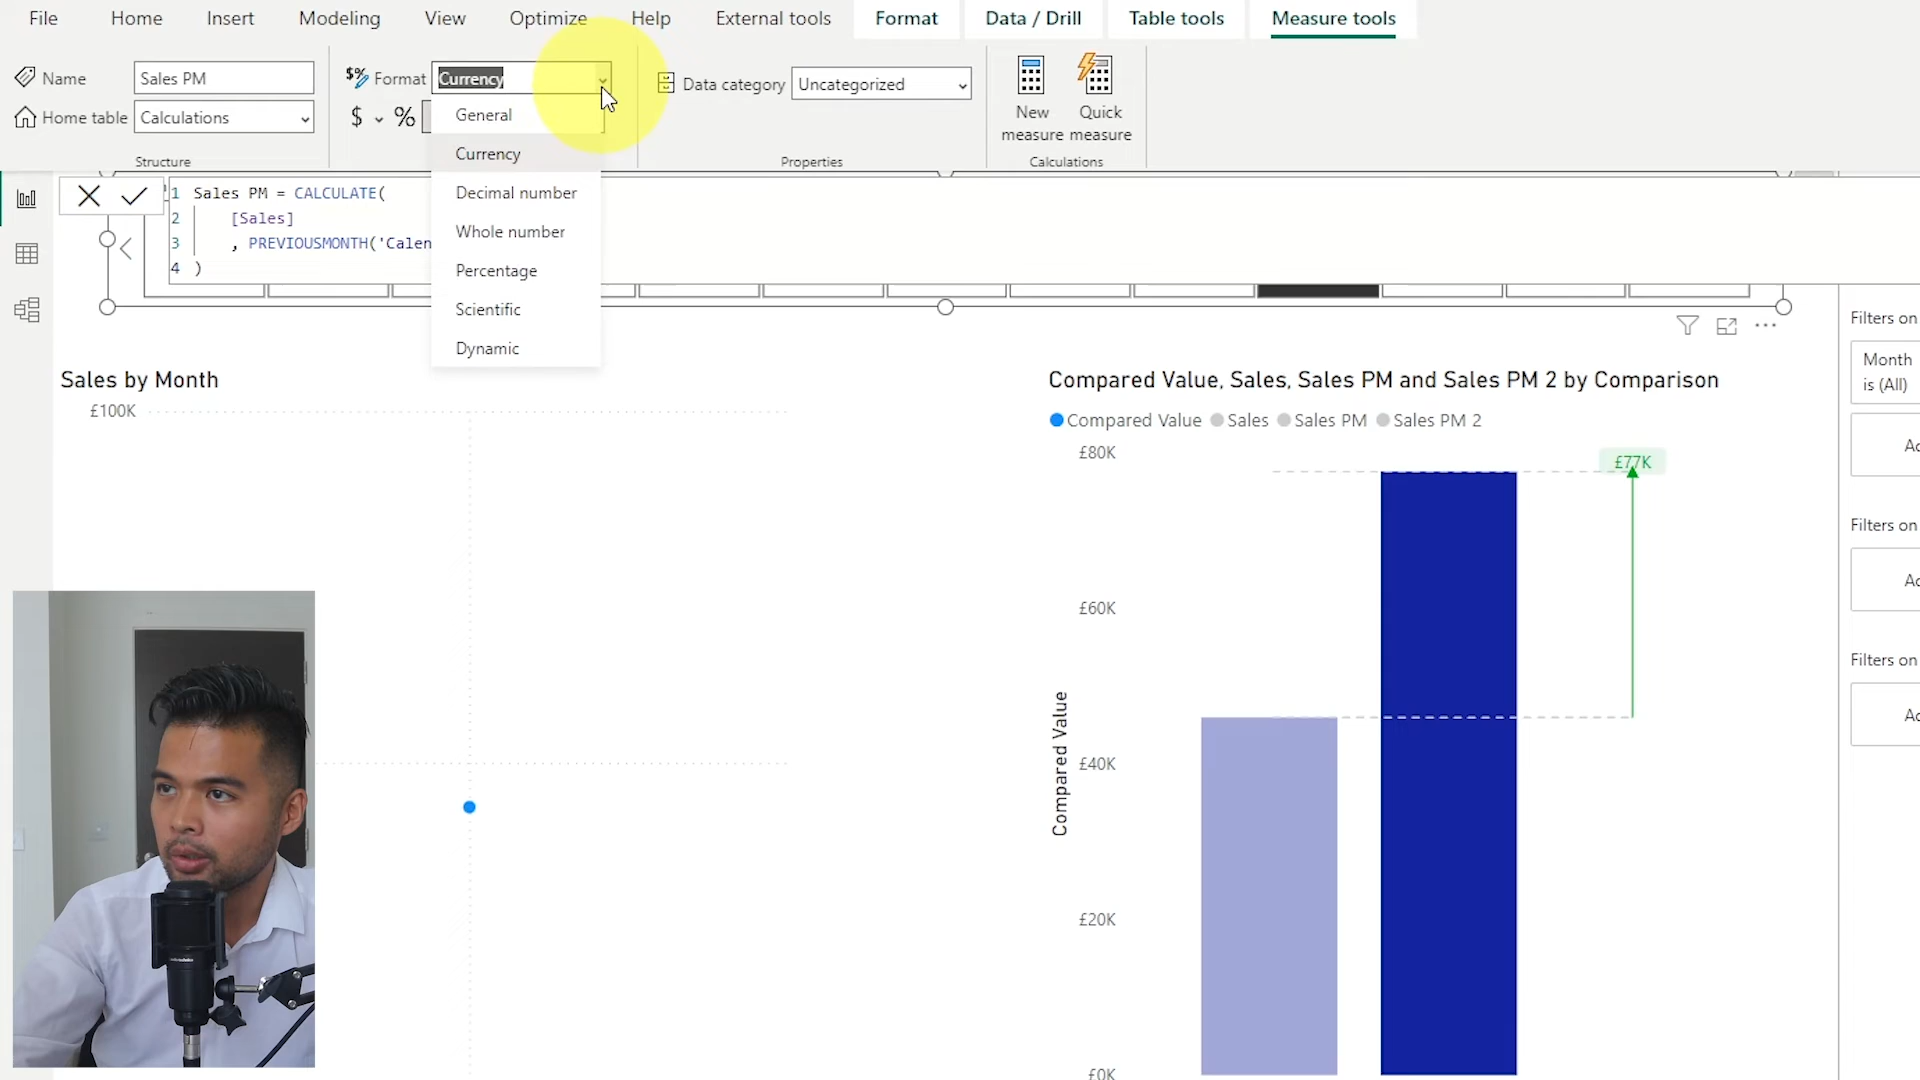 File Home Insert Modeling View Optimize Help External tools Format Data / Drill Table tools Measure tools
Name Sales PM
Home table Calculations
Structure
Format Currency
$ %
General
Currency
Decimal number
Whole number
Percentage
Scientific
Dynamic
Data category Uncategorized
Properties
New measure
Quick measure
Calculations
1 Sales PM = CALCULATE(
2 [Sales]
3 , PREVIOUSMONTH('Calen
4 )
Sales by Month
£100K
Compared Value, Sales, Sales PM and Sales PM 2 by Comparison
Compared Value Sales Sales PM Sales PM 2
£80K
£77K
£60K
£40K
£20K
£0K
Compared Value
Filters on
Month
is (All)
Ad
Filters on
Ad
Filters on
Ad